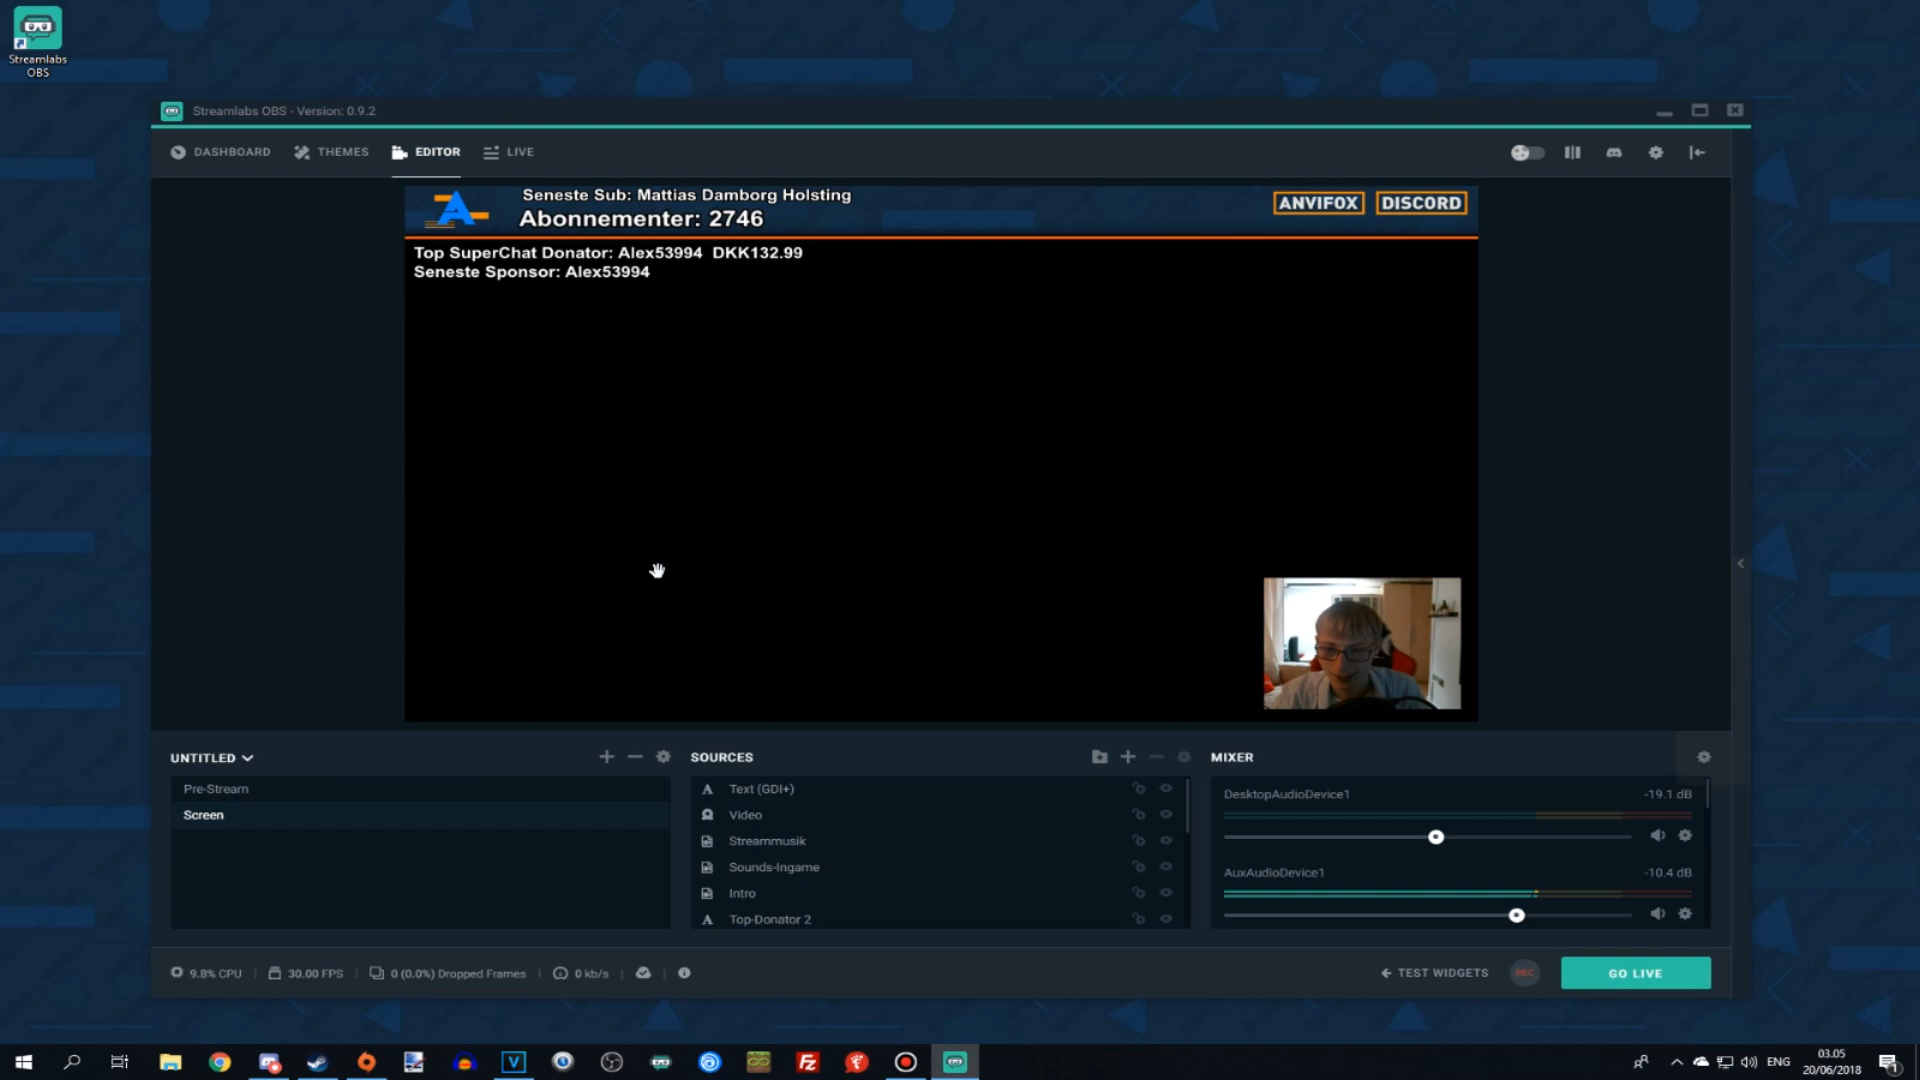 Streamlabs
OBS
Streamlabs OBS - Version: 0.9.2
DASHBOARD THEMES EDITOR LIVE
Seneste Sub: Mattias Damborg Holsting
Abonnementer: 2746
ANVIFOX DISCORD
Top SuperChat Donator: Alex53994 DKK132.99
Seneste Sponsor: Alex53994
UNTITLED
Pre-Stream
Screen
SOURCES
Text (GDI+)
Video
Streammusik
Sounds-Ingame
Intro
Top-Donator 2
MIXER
DesktopAudioDevice1 -19.1 dB
AuxAudioDevice1 -10.4 dB
9.8% CPU 30.00 FPS 0 (0.0%) Dropped Frames 0 kb/s
TEST WIDGETS REC GO LIVE
ENG
03.05
20/06/2018
1